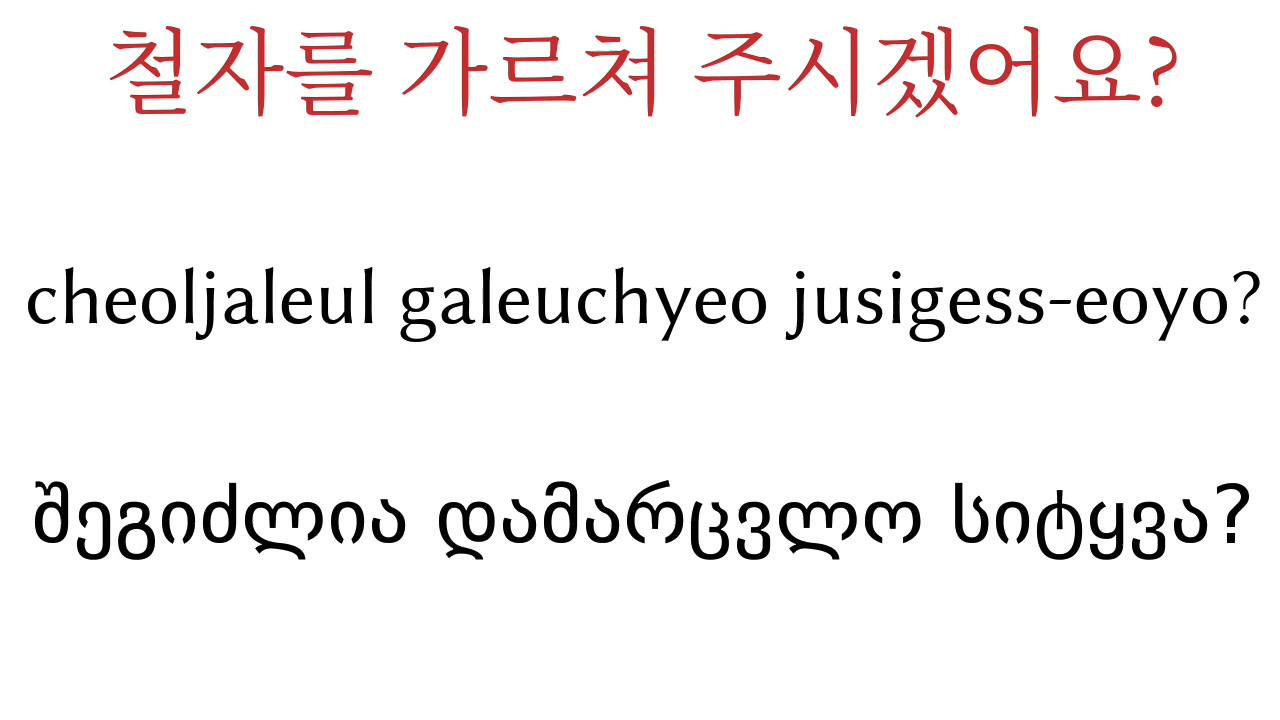 철자를 가르쳐 주시겠어요?
cheoljaleul galeuchyeo jusigess-eoyo?
შეგიძლია დამარცვლო სიტყვა?